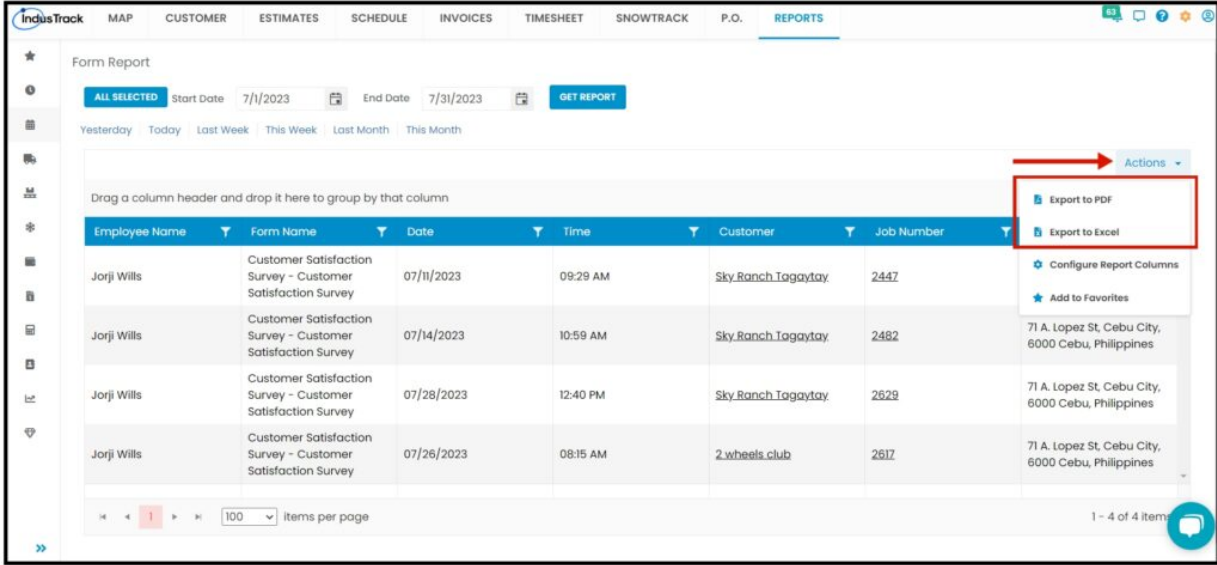 IndusTrack MAP CUSTOMER ESTIMATES SCHEDULE INVOICES TIMESHEET SNOWTRACK P.O. REPORTS 63
Form Report
ALL SELECTED Start Date 7/1/2023 End Date 7/31/2023 GET REPORT
Yesterday Today Last Week This Week Last Month This Month
Actions
Drag a column header and drop it here to group by that column
Export to PDF
Export to Excel
Configure Report Columns
Add to Favorites
Employee Name Form Name Date Time Customer Job Number
Customer Satisfaction
Jorji Wills Survey - Customer 07/11/2023 09:29 AM Sky Ranch Tagaytay 2447
Satisfaction Survey
Customer Satisfaction
Jorji Wills Survey - Customer 07/14/2023 10:59 AM Sky Ranch Tagaytay 2482 71 A. Lopez St, Cebu City,
Satisfaction Survey 6000 Cebu, Philippines
Customer Satisfaction
Jorji Wills Survey - Customer 07/28/2023 12:40 PM Sky Ranch Tagaytay 2629 71 A. Lopez St, Cebu City,
Satisfaction Survey 6000 Cebu, Philippines
Customer Satisfaction
Jorji Wills Survey - Customer 07/26/2023 08:15 AM 2 wheels club 2617 71 A. Lopez St, Cebu City,
Satisfaction Survey 6000 Cebu, Philippines
1 100 items per page 1 - 4 of 4 items